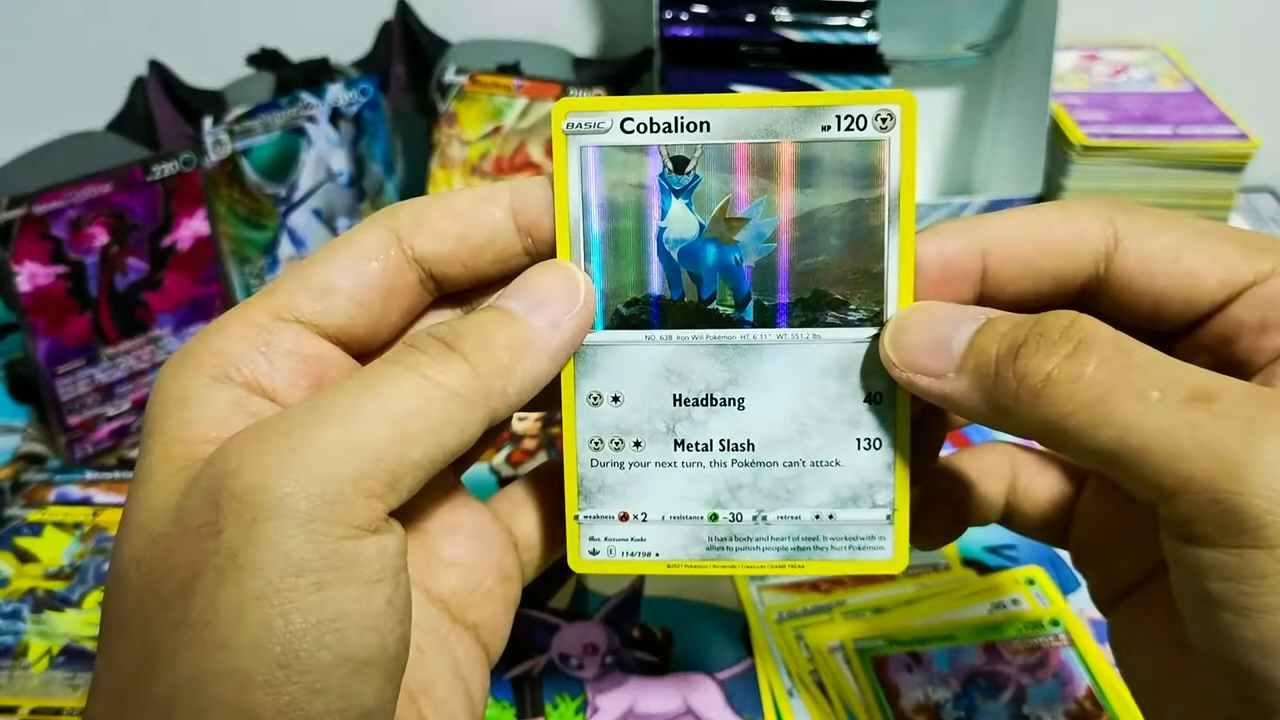 BASIC Cobalion HP 120
NO. 638 Iron Will Pokémon HT. 6'11" WT. 551.2 lbs
Headbang 40
Metal Slash 130
During your next turn, this Pokémon can't attack.
weakness ×2 resistance -30 retreat
Illus. Kazuma Koda
It has a body and heart of steel. It worked with its
allies to punish people when they hurt Pokémon.
E 114/198 ★
©2021 Pokémon / Nintendo / Creatures / GAME FREAK
220